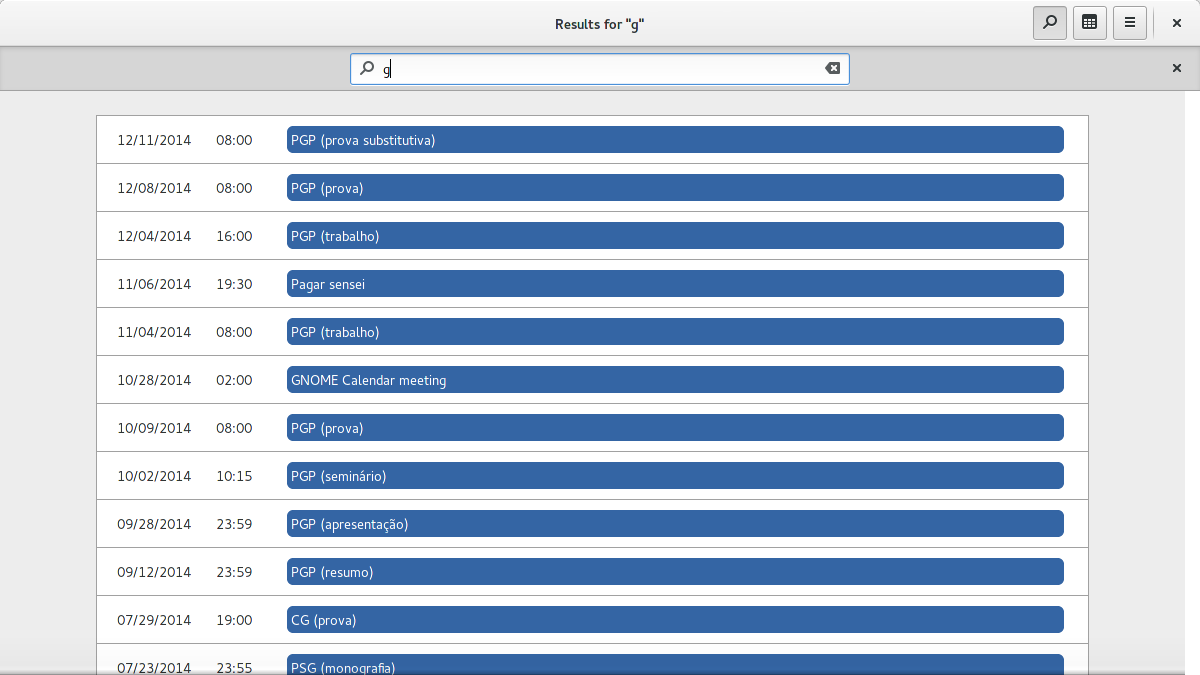 Results for "g"
g
12/11/2014 08:00 PGP (prova substitutiva)
12/08/2014 08:00 PGP (prova)
12/04/2014 16:00 PGP (trabalho)
11/06/2014 19:30 Pagar sensei
11/04/2014 08:00 PGP (trabalho)
10/28/2014 02:00 GNOME Calendar meeting
10/09/2014 08:00 PGP (prova)
10/02/2014 10:15 PGP (seminário)
09/28/2014 23:59 PGP (apresentação)
09/12/2014 23:59 PGP (resumo)
07/29/2014 19:00 CG (prova)
07/23/2014 23:55 PSG (monografia)